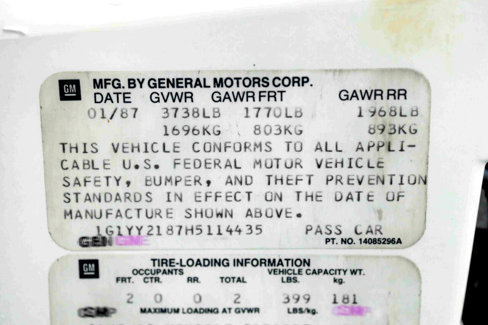 GM MFG. BY GENERAL MOTORS CORP.
DATE GVWR GAWR FRT GAWR RR
01/87 3738LB 1770LB 1968LB
1696KG 803KG 893KG
THIS VEHICLE CONFORMS TO ALL APPLI-
CABLE U.S. FEDERAL MOTOR VEHICLE
SAFETY, BUMPER, AND THEFT PREVENTION
STANDARDS IN EFFECT ON THE DATE OF
MANUFACTURE SHOWN ABOVE.
1G1YY2187H5114435 PASS CAR
PT. NO. 14085296A
GM TIRE-LOADING INFORMATION
OCCUPANTS VEHICLE CAPACITY WT.
FRT. CTR. RR. TOTAL LBS. kg.
2 0 0 2 399 181
MAXIMUM LOADING AT GVWR LBS/kg.